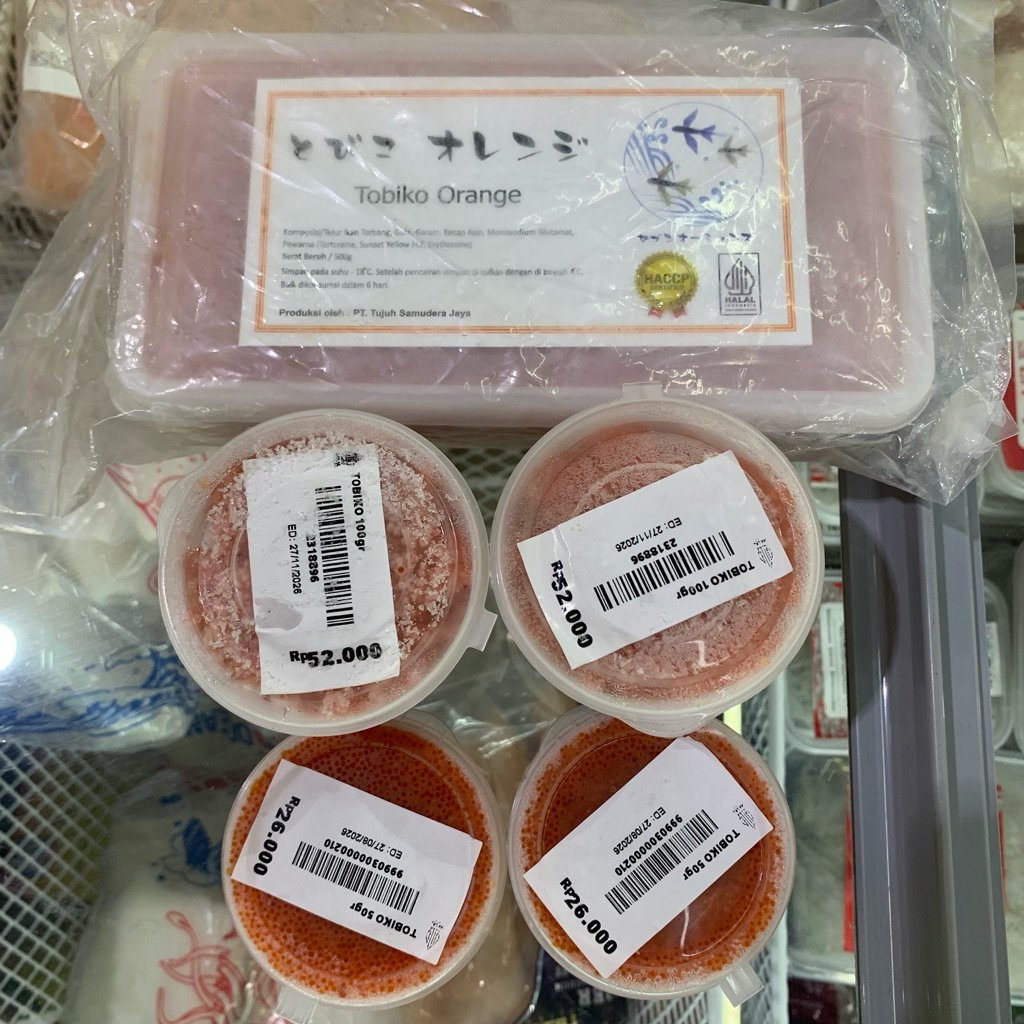 とびこ オレンジ
Tobiko Orange
Komposisi/Telur Ikan Terbang, Gula, Garam, Kecap Asin, Monosodium Glutamat,
Pewarna (Tartrazine, Sunset Yellow FCF, Erythrosine)
Berat Bersih / 500g
Simpan pada suhu - 18°C. Setelah pencairan simpan di kulkas dengan di bawah
Baik dikonsumsi dalam 6 hari.
Produksi oleh : PT. Tujuh Samudera Jaya
HACCP
HALAL
INDONESIA
TOBIKO 100gr
2318896
ED: 27/11/2026
Rp52.000
TOBIKO 100gr
2318896
ED: 27/11/2026
Rp52.000
TOBIKO 50gr
9990300000210
ED: 27/08/2026
Rp26.000
TOBIKO 50gr
9990300000210
ED: 27/08/2026
Rp26.000